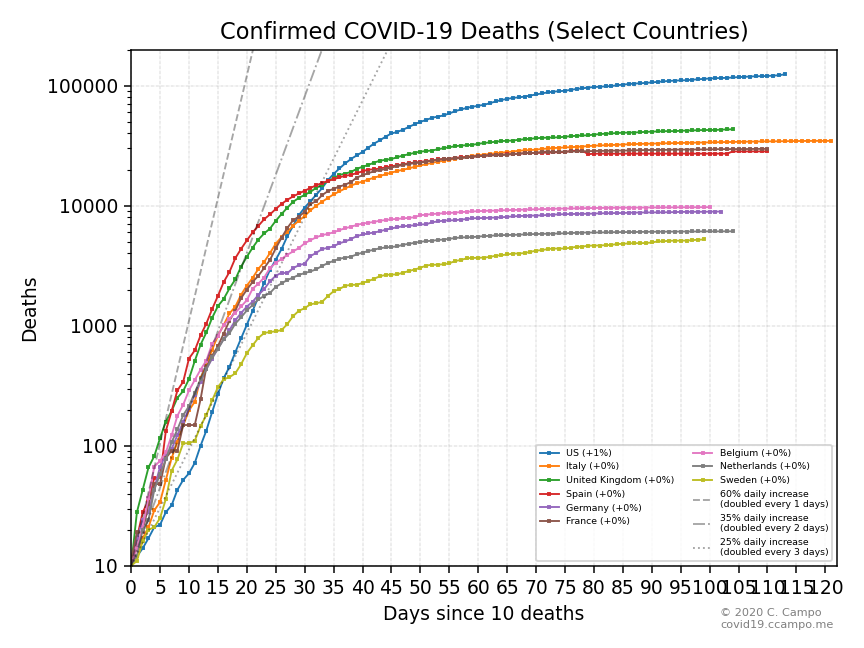 Confirmed COVID-19 Deaths (Select Countries)
100000
10000
1000
100
10
Deaths
US (+1%)
Italy (+0%)
United Kingdom (+0%)
Spain (+0%)
Germany (+0%)
France (+0%)
Belgium (+0%)
Netherlands (+0%)
Sweden (+0%)
60% daily increase
(doubled every 1 days)
35% daily increase
(doubled every 2 days)
25% daily increase
(doubled every 3 days)
0 5 10 15 20 25 30 35 40 45 50 55 60 65 70 75 80 85 90 95 100 105 110 115 120
Days since 10 deaths
© 2020 C. Campo
covid19.ccampo.me